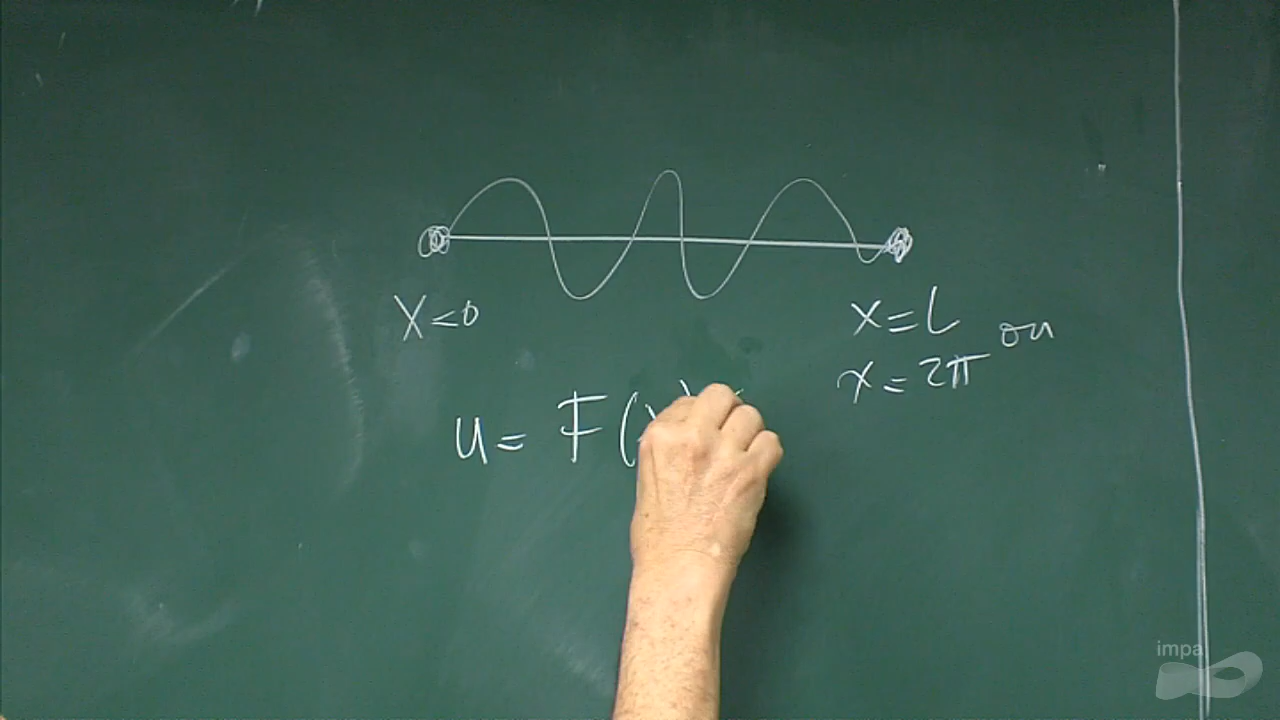 x=0
x=L ou
x=2π
u= F(x)
impa